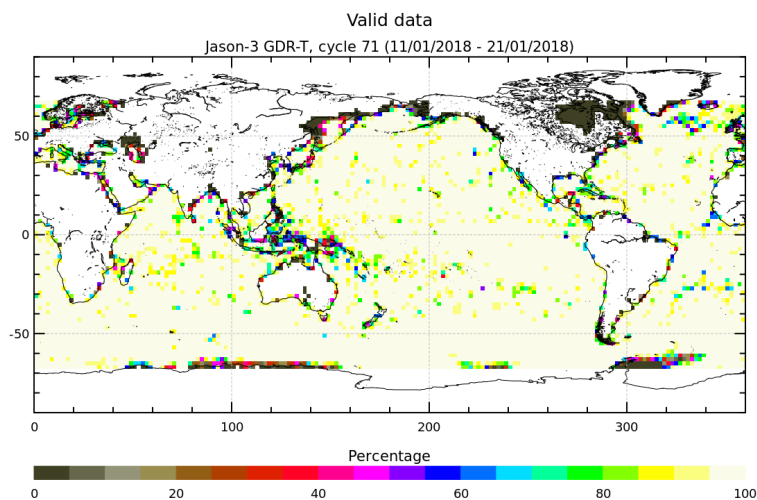 Valid data
Jason-3 GDR-T, cycle 71 (11/01/2018 - 21/01/2018)
50
0
-50
0 100 200 300
Percentage
0 20 40 60 80 100